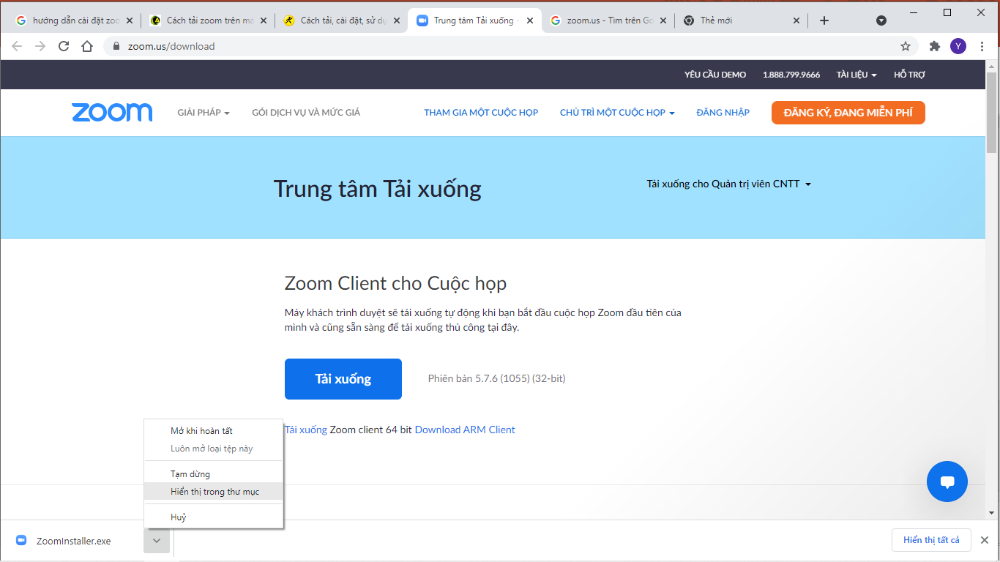 hướng dẫn cài đặt zoo
Cách tải zoom trên má
Cách tải, cài đặt, sử dụ
Trung tâm Tải xuống -
zoom.us - Tìm trên Go
Thẻ mới
zoom.us/download
Y
YÊU CẦU DEMO
1.888.799.9666
TÀI LIỆU
HỖ TRỢ
zoom
GIẢI PHÁP
GÓI DỊCH VỤ VÀ MỨC GIÁ
THAM GIA MỘT CUỘC HỌP
CHỦ TRÌ MỘT CUỘC HỌP
ĐĂNG NHẬP
ĐĂNG KÝ, ĐANG MIỄN PHÍ
Trung tâm Tải xuống
Tải xuống cho Quản trị viên CNTT
Zoom Client cho Cuộc họp
Máy khách trình duyệt sẽ tải xuống tự động khi bạn bắt đầu cuộc họp Zoom đầu tiên của
mình và cũng sẵn sàng để tải xuống thủ công tại đây.
Tải xuống
Phiên bản 5.7.6 (1055) (32-bit)
Tải xuống Zoom client 64 bit Download ARM Client
Mở khi hoàn tất
Luôn mở loại tệp này
Tạm dừng
Hiển thị trong thư mục
Huỷ
ZoomInstaller.exe
Hiển thị tất cả